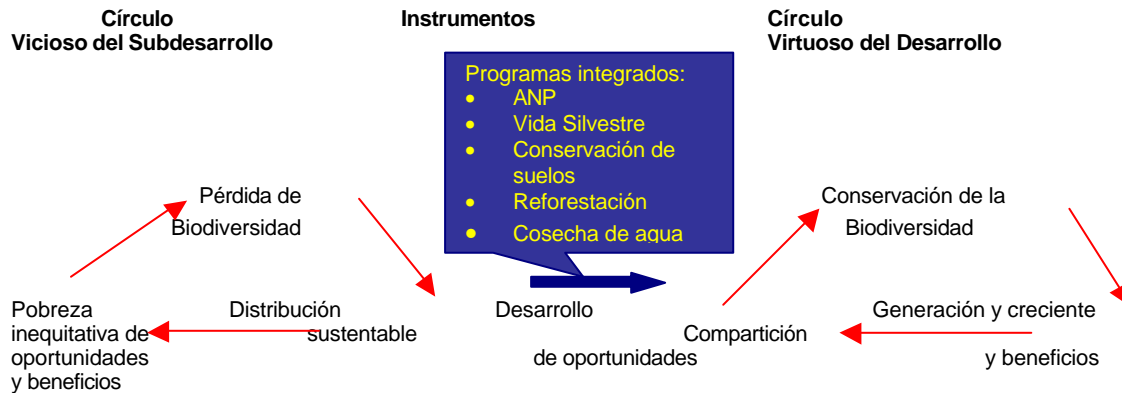 Círculo
Vicioso del Subdesarrollo
Instrumentos
Círculo
Virtuoso del Desarrollo
Programas integrados:
• ANP
• Vida Silvestre
• Conservación de
suelos
• Reforestación
• Cosecha de agua
Pérdida de
Biodiversidad
Conservación de la
Biodiversidad
Pobreza Distribución Desarrollo Generación y creciente
inequitativa de sustentable Compartición
oportunidades de oportunidades y beneficios
y beneficios